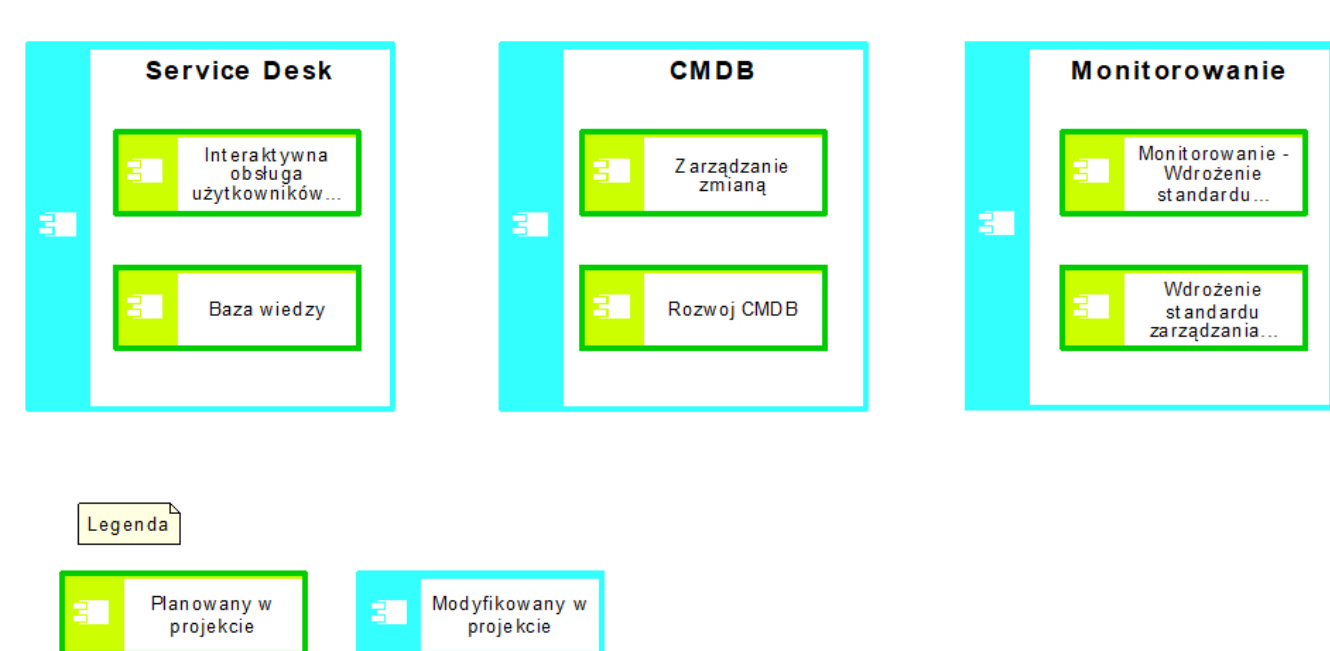 Service Desk
Interaktywna
obsługa
użytkowników...
Baza wiedzy
CMDB
Zarządzanie
zmianą
Rozwoj CMDB
Monitorowanie
Monitorowanie -
Wdrożenie
standardu...
Wdrożenie
standardu
zarządzania...
Legenda
Planowany w
projekcie
Modyfikowany w
projekcie